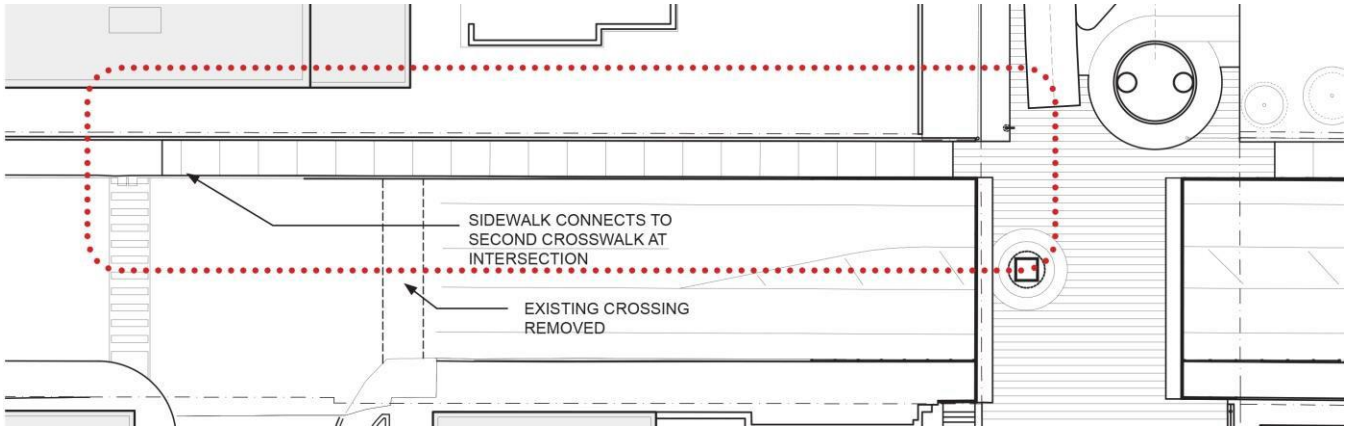 SIDEWALK CONNECTS TO
SECOND CROSSWALK AT
INTERSECTION
EXISTING CROSSING
REMOVED